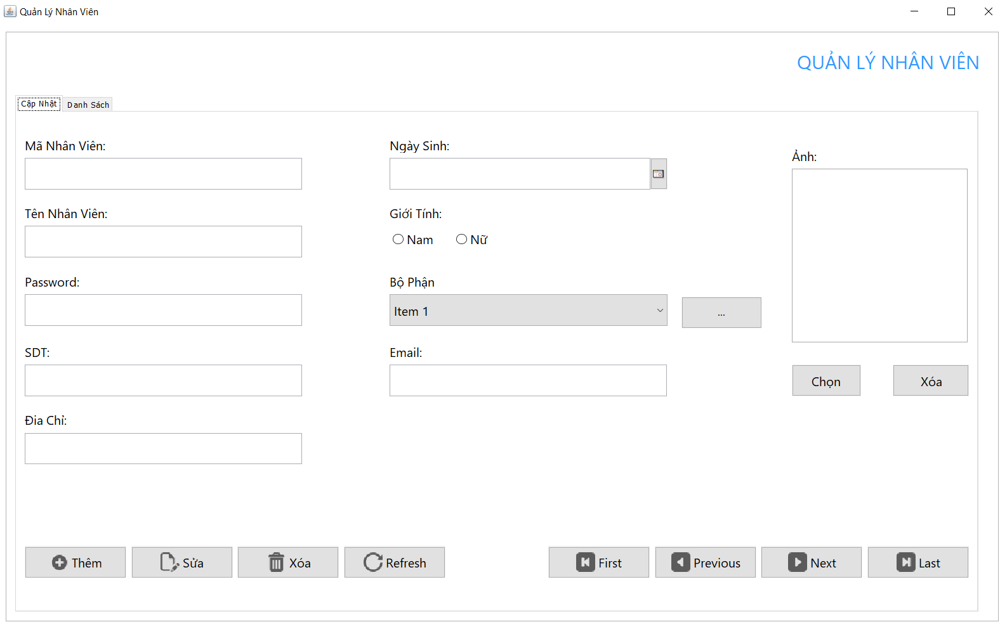 Quản Lý Nhân Viên
QUẢN LÝ NHÂN VIÊN
Cập Nhật
Danh Sách
Mã Nhân Viên:
Ngày Sinh:
Ảnh:
Tên Nhân Viên:
Giới Tính:
Nam
Nữ
Password:
Bộ Phận
Item 1
...
SDT:
Email:
Chọn
Xóa
Đia Chỉ:
Thêm
Sửa
Xóa
Refresh
First
Previous
Next
Last